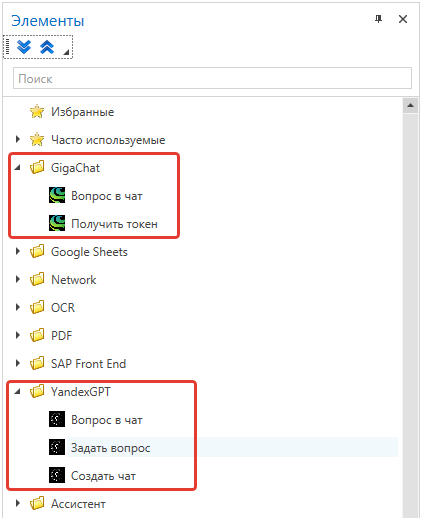 Элементы
Поиск
Избранные
Часто используемые
GigaChat
Вопрос в чат
Получить токен
Google Sheets
Network
OCR
PDF
SAP Front End
YandexGPT
Вопрос в чат
Задать вопрос
Создать чат
Ассистент